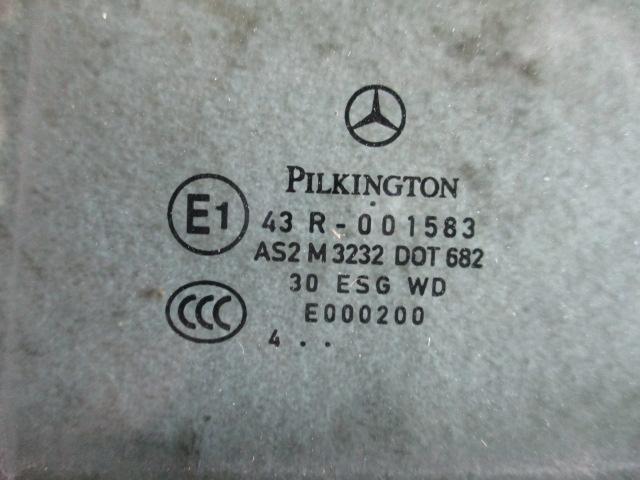 PILKINGTON
E1
43 R - 001583
AS2 M 3232 DOT 682
30 ESG WD
CCC
E000200
4 . .